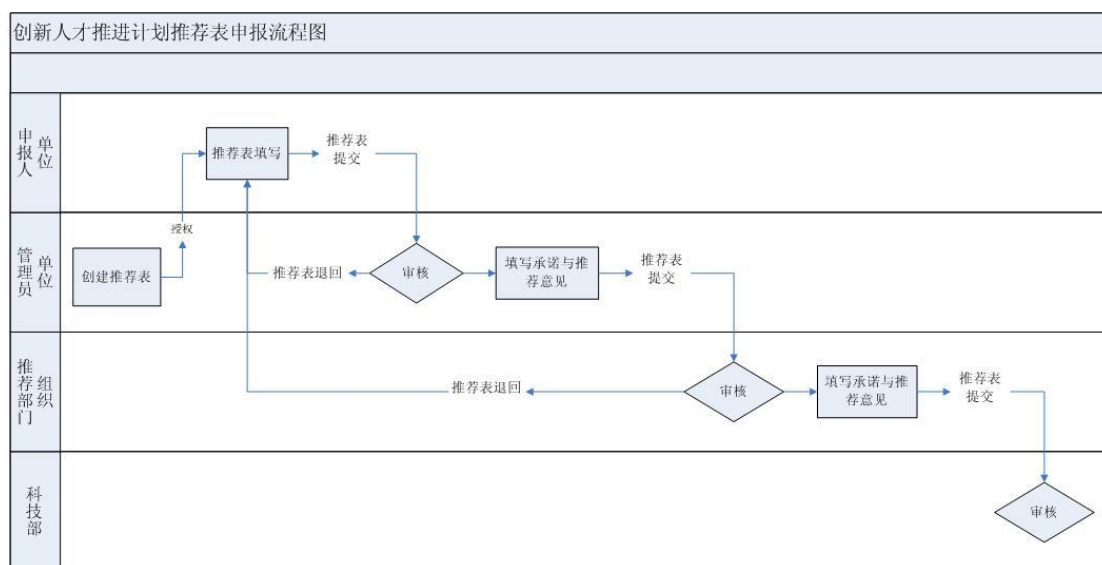 创新人才推进计划推荐表申报流程图
单位
申报人
推荐表填写
推荐表
提交
授权
单位
管理员
创建推荐表
推荐表退回
审核
填写承诺与推
荐意见
推荐表
提交
组织
推荐部门
推荐表退回
审核
填写承诺与推
荐意见
推荐表
提交
科技部
审核